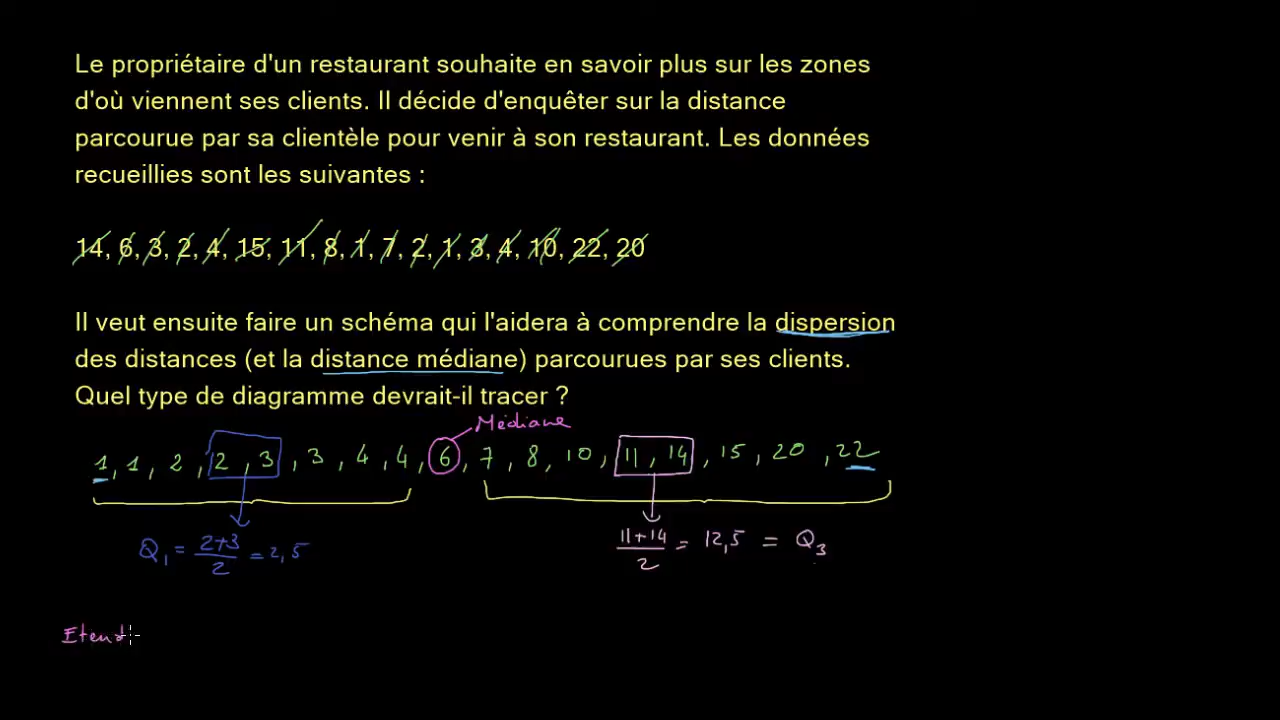 Le propriétaire d'un restaurant souhaite en savoir plus sur les zones
d'où viennent ses clients. Il décide d'enquêter sur la distance
parcourue par sa clientèle pour venir à son restaurant. Les données
recueillies sont les suivantes :
14, 6, 3, 2, 4, 15, 11, 8, 1, 7, 2, 1, 3, 4, 10, 22, 20
Il veut ensuite faire un schéma qui l'aidera à comprendre la dispersion
des distances (et la distance médiane) parcourues par ses clients.
Quel type de diagramme devrait-il tracer ?
Médiane
1, 1, 2, 2, 3, 3, 4, 4, 6, 7, 8, 10, 11, 14, 15, 20, 22
Q₁ = (2+3)/2 = 2,5
(11+14)/2 = 12,5 = Q₃
Etend